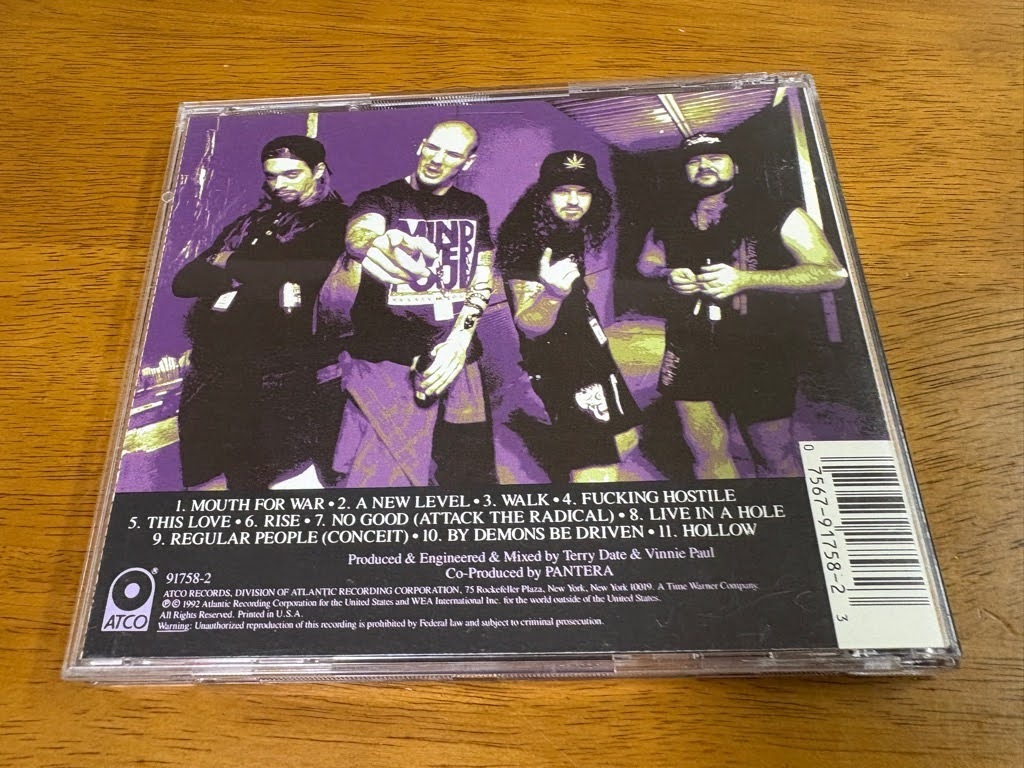 MIND
1. MOUTH FOR WAR • 2. A NEW LEVEL • 3. WALK • 4. FUCKING HOSTILE
5. THIS LOVE • 6. RISE • 7. NO GOOD (ATTACK THE RADICAL) • 8. LIVE IN A HOLE
9. REGULAR PEOPLE (CONCEIT) • 10. BY DEMONS BE DRIVEN • 11. HOLLOW
Produced & Engineered & Mixed by Terry Date & Vinnie Paul
Co-Produced by PANTERA
91758-2
ATCO RECORDS, DIVISION OF ATLANTIC RECORDING CORPORATION, 75 Rockefeller Plaza, New York, New York 10019. A Time Warner Company.
℗ © 1992 Atlantic Recording Corporation for the United States and WEA International Inc. for the world outside of the United States.
All Rights Reserved. Printed in U.S.A.
Warning: Unauthorized reproduction of this recording is prohibited by Federal law and subject to criminal prosecution.
ATCO®
0 7567-91758-2 3